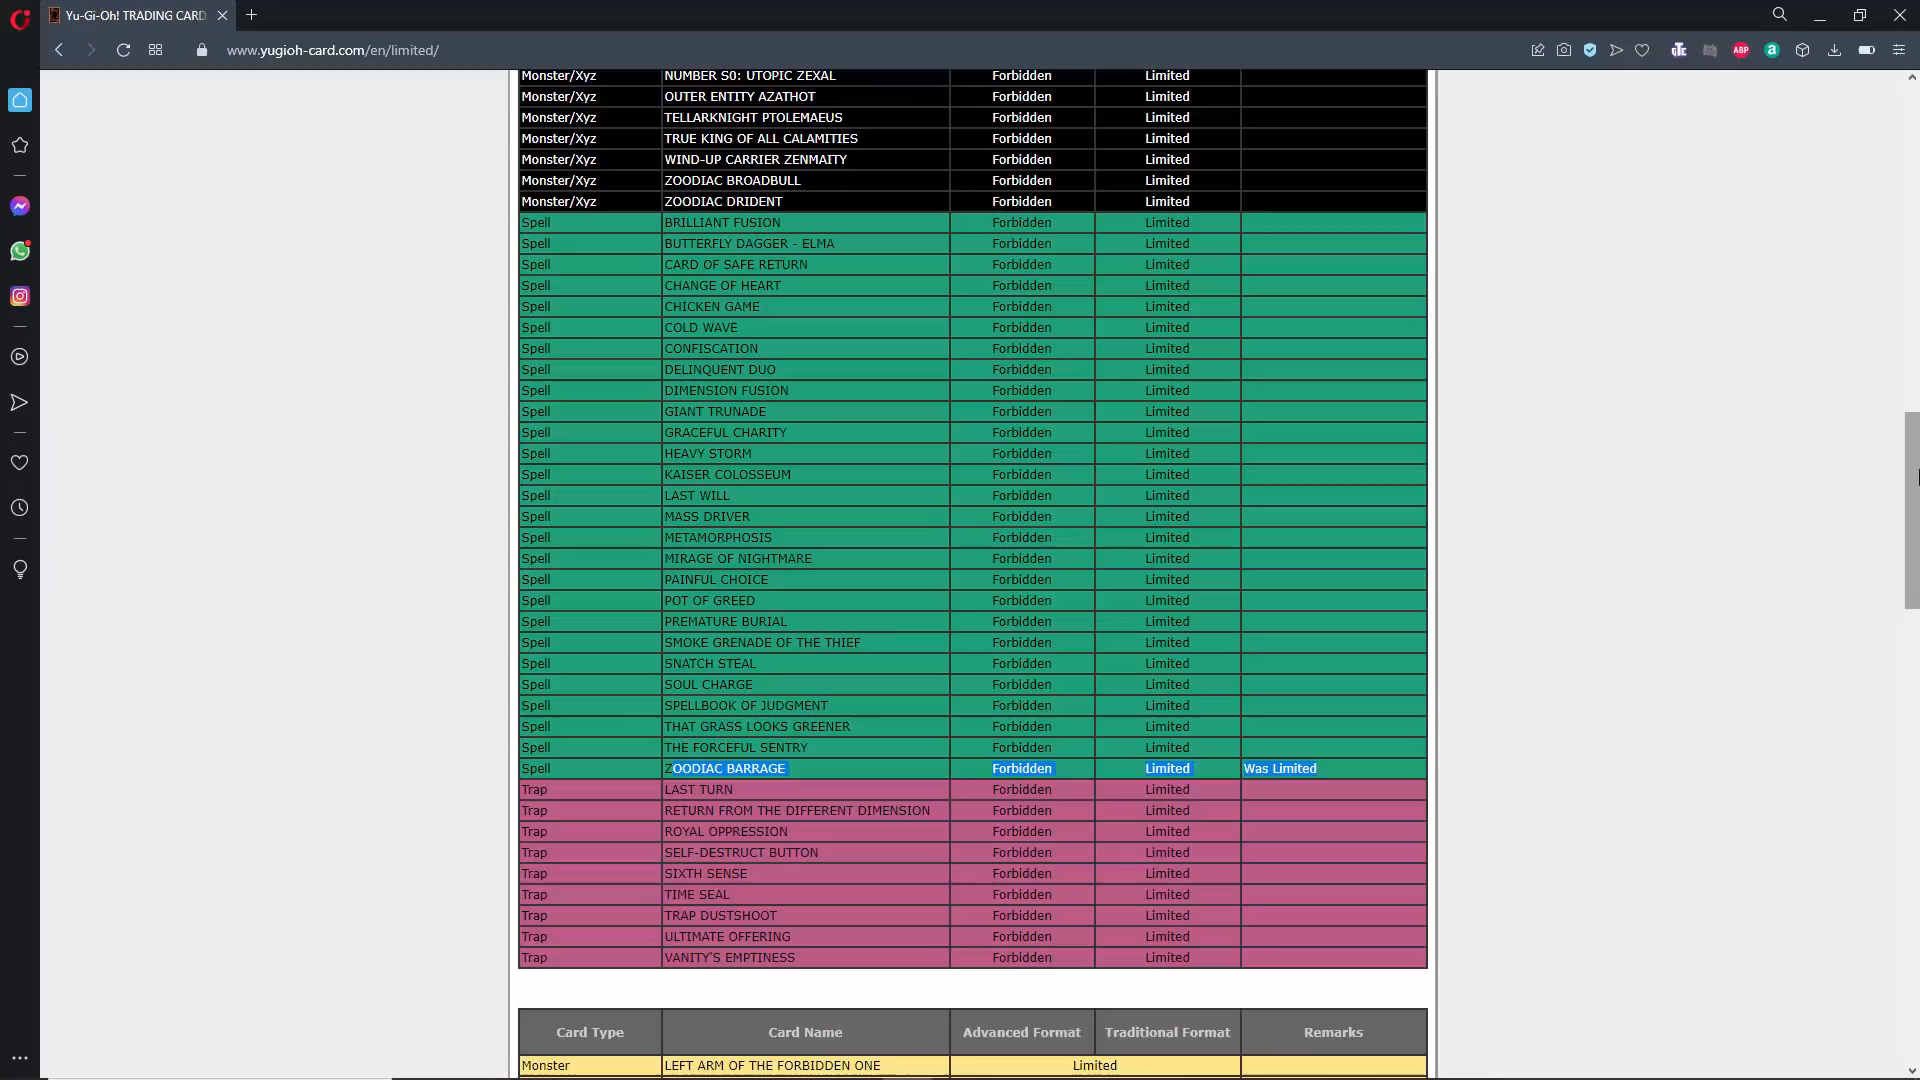 Yu-Gi-Oh! TRADING CARD
www.yugioh-card.com/en/limited/
ABP
Monster/Xyz NUMBER S0: UTOPIC ZEXAL Forbidden Limited
Monster/Xyz OUTER ENTITY AZATHOT Forbidden Limited
Monster/Xyz TELLARKNIGHT PTOLEMAEUS Forbidden Limited
Monster/Xyz TRUE KING OF ALL CALAMITIES Forbidden Limited
Monster/Xyz WIND-UP CARRIER ZENMAITY Forbidden Limited
Monster/Xyz ZOODIAC BROADBULL Forbidden Limited
Monster/Xyz ZOODIAC DRIDENT Forbidden Limited
Spell BRILLIANT FUSION Forbidden Limited
Spell BUTTERFLY DAGGER - ELMA Forbidden Limited
Spell CARD OF SAFE RETURN Forbidden Limited
Spell CHANGE OF HEART Forbidden Limited
Spell CHICKEN GAME Forbidden Limited
Spell COLD WAVE Forbidden Limited
Spell CONFISCATION Forbidden Limited
Spell DELINQUENT DUO Forbidden Limited
Spell DIMENSION FUSION Forbidden Limited
Spell GIANT TRUNADE Forbidden Limited
Spell GRACEFUL CHARITY Forbidden Limited
Spell HEAVY STORM Forbidden Limited
Spell KAISER COLOSSEUM Forbidden Limited
Spell LAST WILL Forbidden Limited
Spell MASS DRIVER Forbidden Limited
Spell METAMORPHOSIS Forbidden Limited
Spell MIRAGE OF NIGHTMARE Forbidden Limited
Spell PAINFUL CHOICE Forbidden Limited
Spell POT OF GREED Forbidden Limited
Spell PREMATURE BURIAL Forbidden Limited
Spell SMOKE GRENADE OF THE THIEF Forbidden Limited
Spell SNATCH STEAL Forbidden Limited
Spell SOUL CHARGE Forbidden Limited
Spell SPELLBOOK OF JUDGMENT Forbidden Limited
Spell THAT GRASS LOOKS GREENER Forbidden Limited
Spell THE FORCEFUL SENTRY Forbidden Limited
Spell ZOODIAC BARRAGE Forbidden Limited Was Limited
Trap LAST TURN Forbidden Limited
Trap RETURN FROM THE DIFFERENT DIMENSION Forbidden Limited
Trap ROYAL OPPRESSION Forbidden Limited
Trap SELF-DESTRUCT BUTTON Forbidden Limited
Trap SIXTH SENSE Forbidden Limited
Trap TIME SEAL Forbidden Limited
Trap TRAP DUSTSHOOT Forbidden Limited
Trap ULTIMATE OFFERING Forbidden Limited
Trap VANITY'S EMPTINESS Forbidden Limited
Card Type Card Name Advanced Format Traditional Format Remarks
Monster LEFT ARM OF THE FORBIDDEN ONE Limited